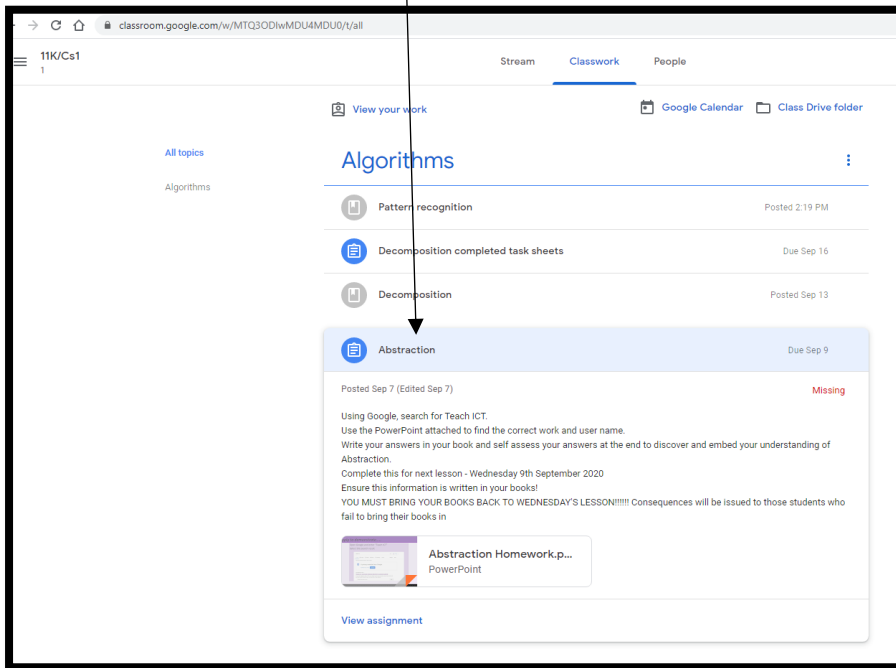 classroom.google.com/w/MTQ3ODIwMDU4MDU0/t/all
11K/Cs1
1
Stream Classwork People
View your work
Google Calendar Class Drive folder
All topics
Algorithms
Algorithms
Pattern recognition Posted 2:19 PM
Decomposition completed task sheets Due Sep 16
Decomposition Posted Sep 13
Abstraction Due Sep 9
Posted Sep 7 (Edited Sep 7) Missing
Using Google, search for Teach ICT.
Use the PowerPoint attached to find the correct work and user name.
Write your answers in your book and self assess your answers at the end to discover and embed your understanding of
Abstraction.
Complete this for next lesson - Wednesday 9th September 2020
Ensure this information is written in your books!
YOU MUST BRING YOUR BOOKS BACK TO WEDNESDAY'S LESSON!!!!!! Consequences will be issued to those students who
fail to bring their books in
Abstraction Homework.p...
PowerPoint
View assignment